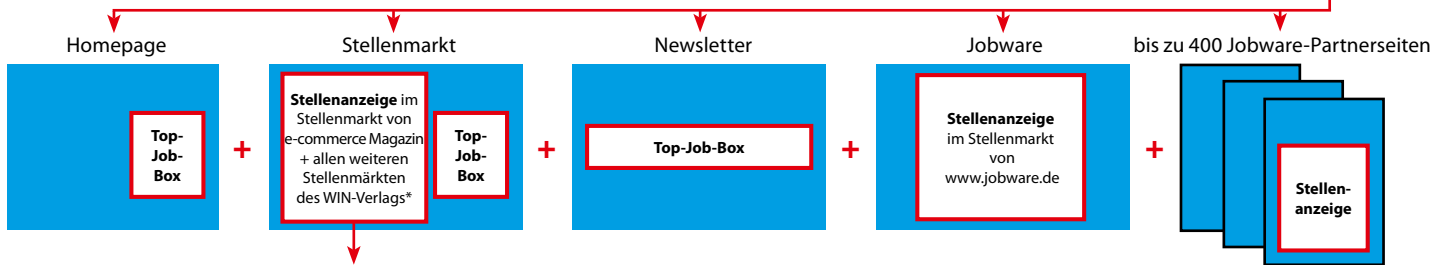 Homepage
Stellenmarkt
Newsletter
Jobware
bis zu 400 Jobware-Partnerseiten
Top-
Job-
Box
+
Stellenanzeige im
Stellenmarkt von
e-commerce Magazin
+ allen weiteren
Stellenmärkten
des WIN-Verlags*
Top-
Job-
Box
+
Top-Job-Box
+
Stellenanzeige
im Stellenmarkt
von
www.jobware.de
+
Stellen-
anzeige